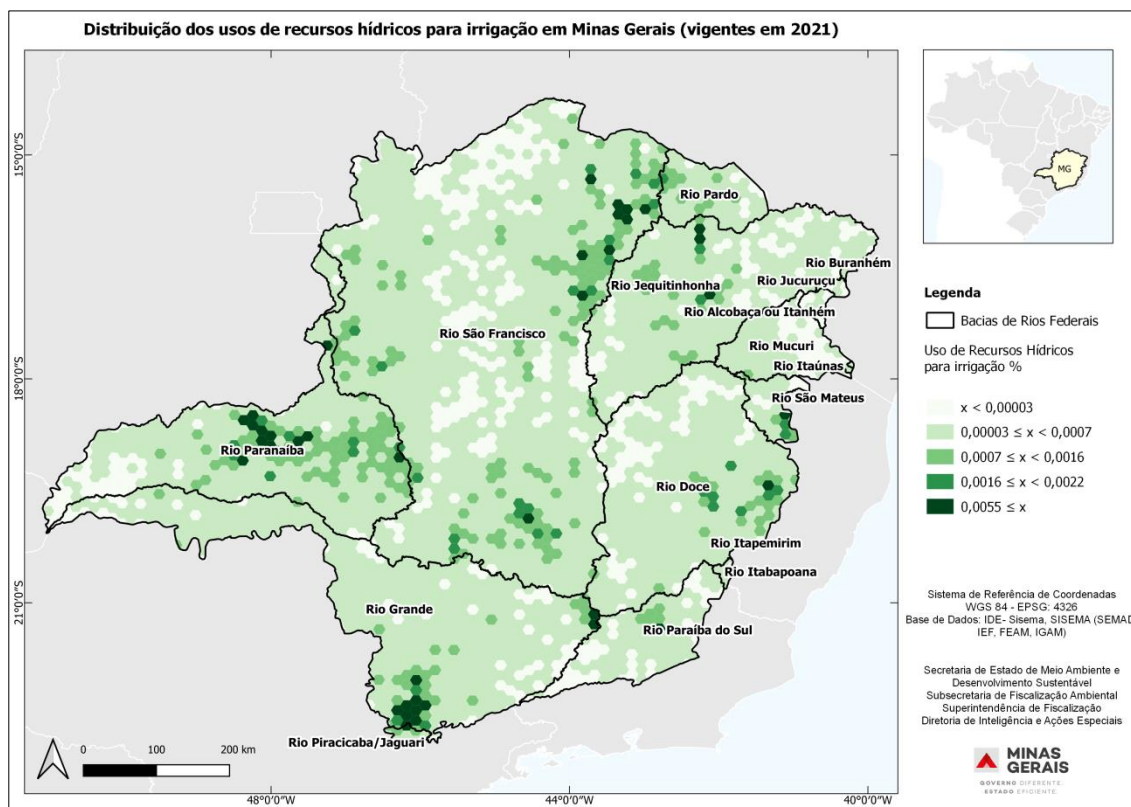 Distribuição dos usos de recursos hídricos para irrigação em Minas Gerais (vigentes em 2021)
15°0'0"S
18°0'0"S
21°0'0"S
Rio Pardo
Rio Buranhém
Rio Jequitinhonha
Rio Jucuruçu
Rio Alcobaça ou Itanhém
Rio São Francisco
Rio Mucuri
Rio Itaúnas
Rio São Mateus
Rio Paranaíba
Rio Doce
Rio Itapemirim
Rio Itabapoana
Rio Grande
Rio Paraíba do Sul
Rio Piracicaba/Jaguari
0 100 200 km
48°0'0"W
44°0'0"W
40°0'0"W
MG
Legenda
Bacias de Rios Federais
Uso de Recursos Hídricos
para irrigação %
x < 0,00003
0,00003 ≤ x < 0,0007
0,0007 ≤ x < 0,0016
0,0016 ≤ x < 0,0022
0,0055 ≤ x
Sistema de Referência de Coordenadas
WGS 84 - EPSG: 4326
Base de Dados: IDE- Sisema, SISEMA (SEMAD
IEF, FEAM, IGAM)
Secretaria de Estado de Meio Ambiente e
Desenvolvimento Sustentável
Subsecretaria de Fiscalização Ambiental
Superintendência de Fiscalização
Diretoria de Inteligência e Ações Especiais
MINAS
GERAIS
GOVERNO DIFERENTE.
ESTADO EFICIENTE.